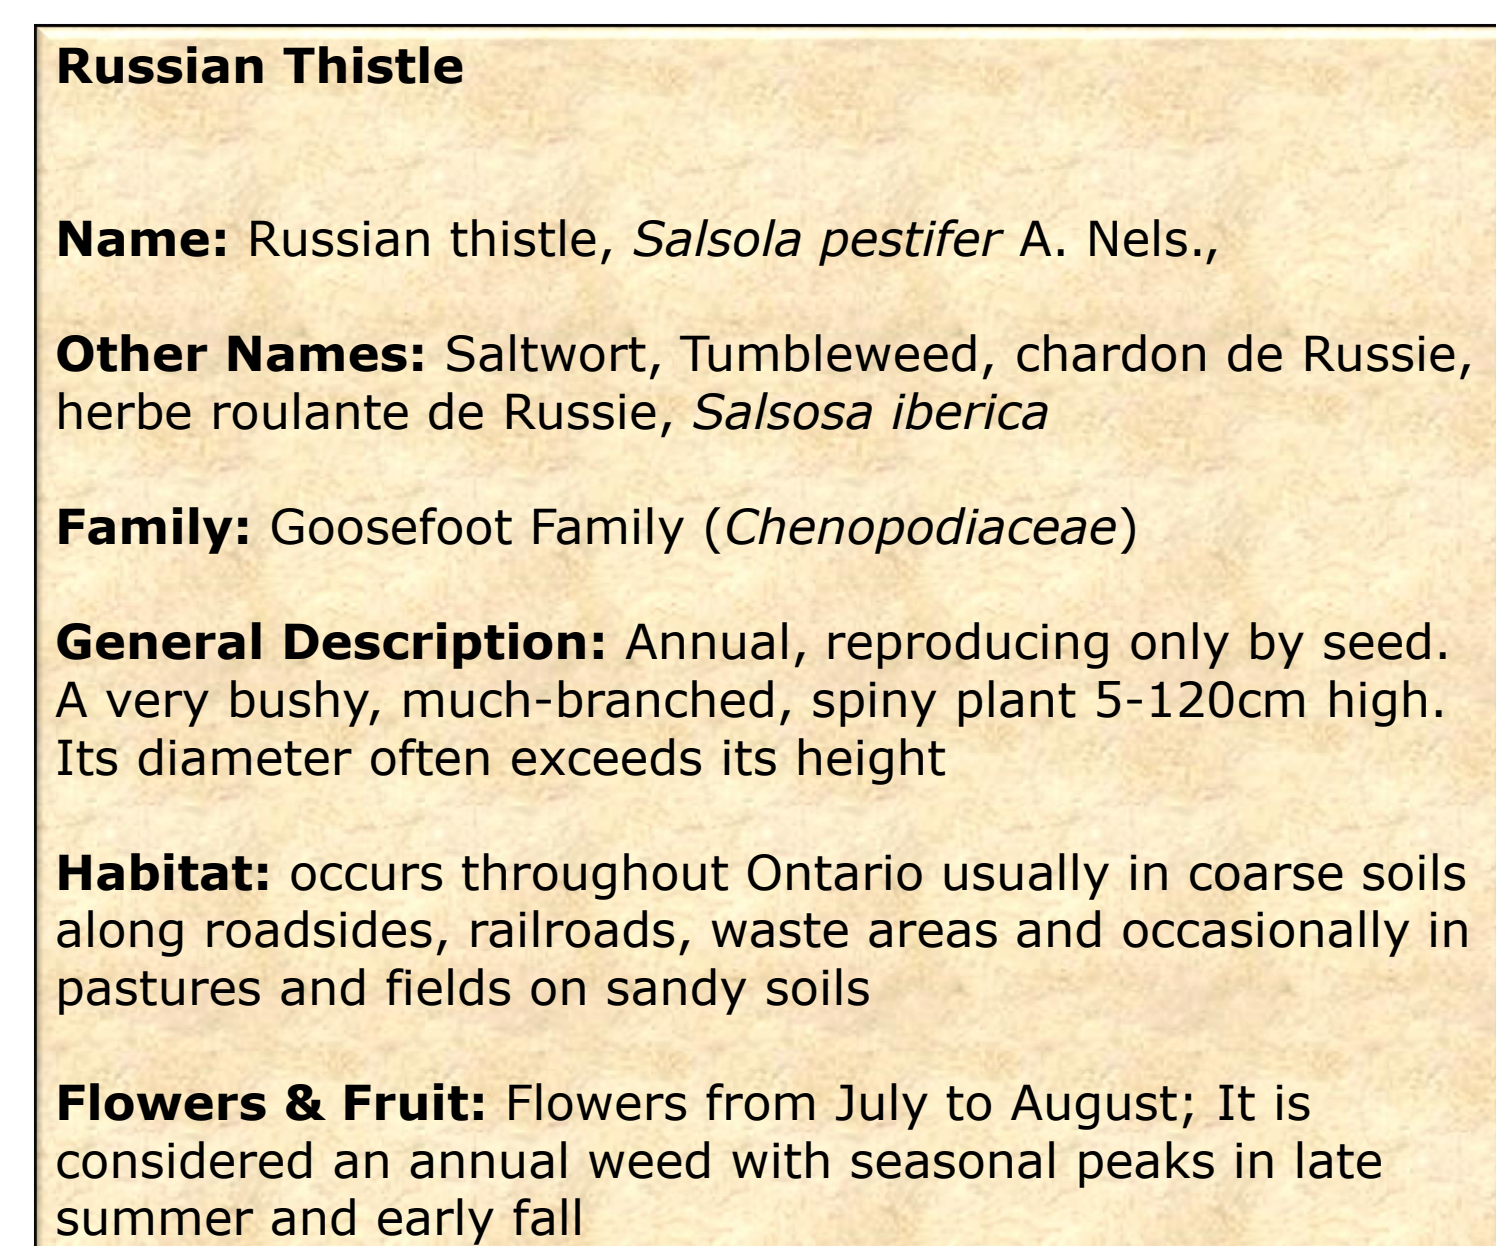 Russian Thistle
Name: Russian thistle, Salsola pestifer A. Nels.,
Other Names: Saltwort, Tumbleweed, chardon de Russie,
herbe roulante de Russie, Salsosa iberica
Family: Goosefoot Family (Chenopodiaceae)
General Description: Annual, reproducing only by seed.
A very bushy, much-branched, spiny plant 5-120cm high.
Its diameter often exceeds its height
Habitat: occurs throughout Ontario usually in coarse soils
along roadsides, railroads, waste areas and occasionally in
pastures and fields on sandy soils
Flowers & Fruit: Flowers from July to August; It is
considered an annual weed with seasonal peaks in late
summer and early fall